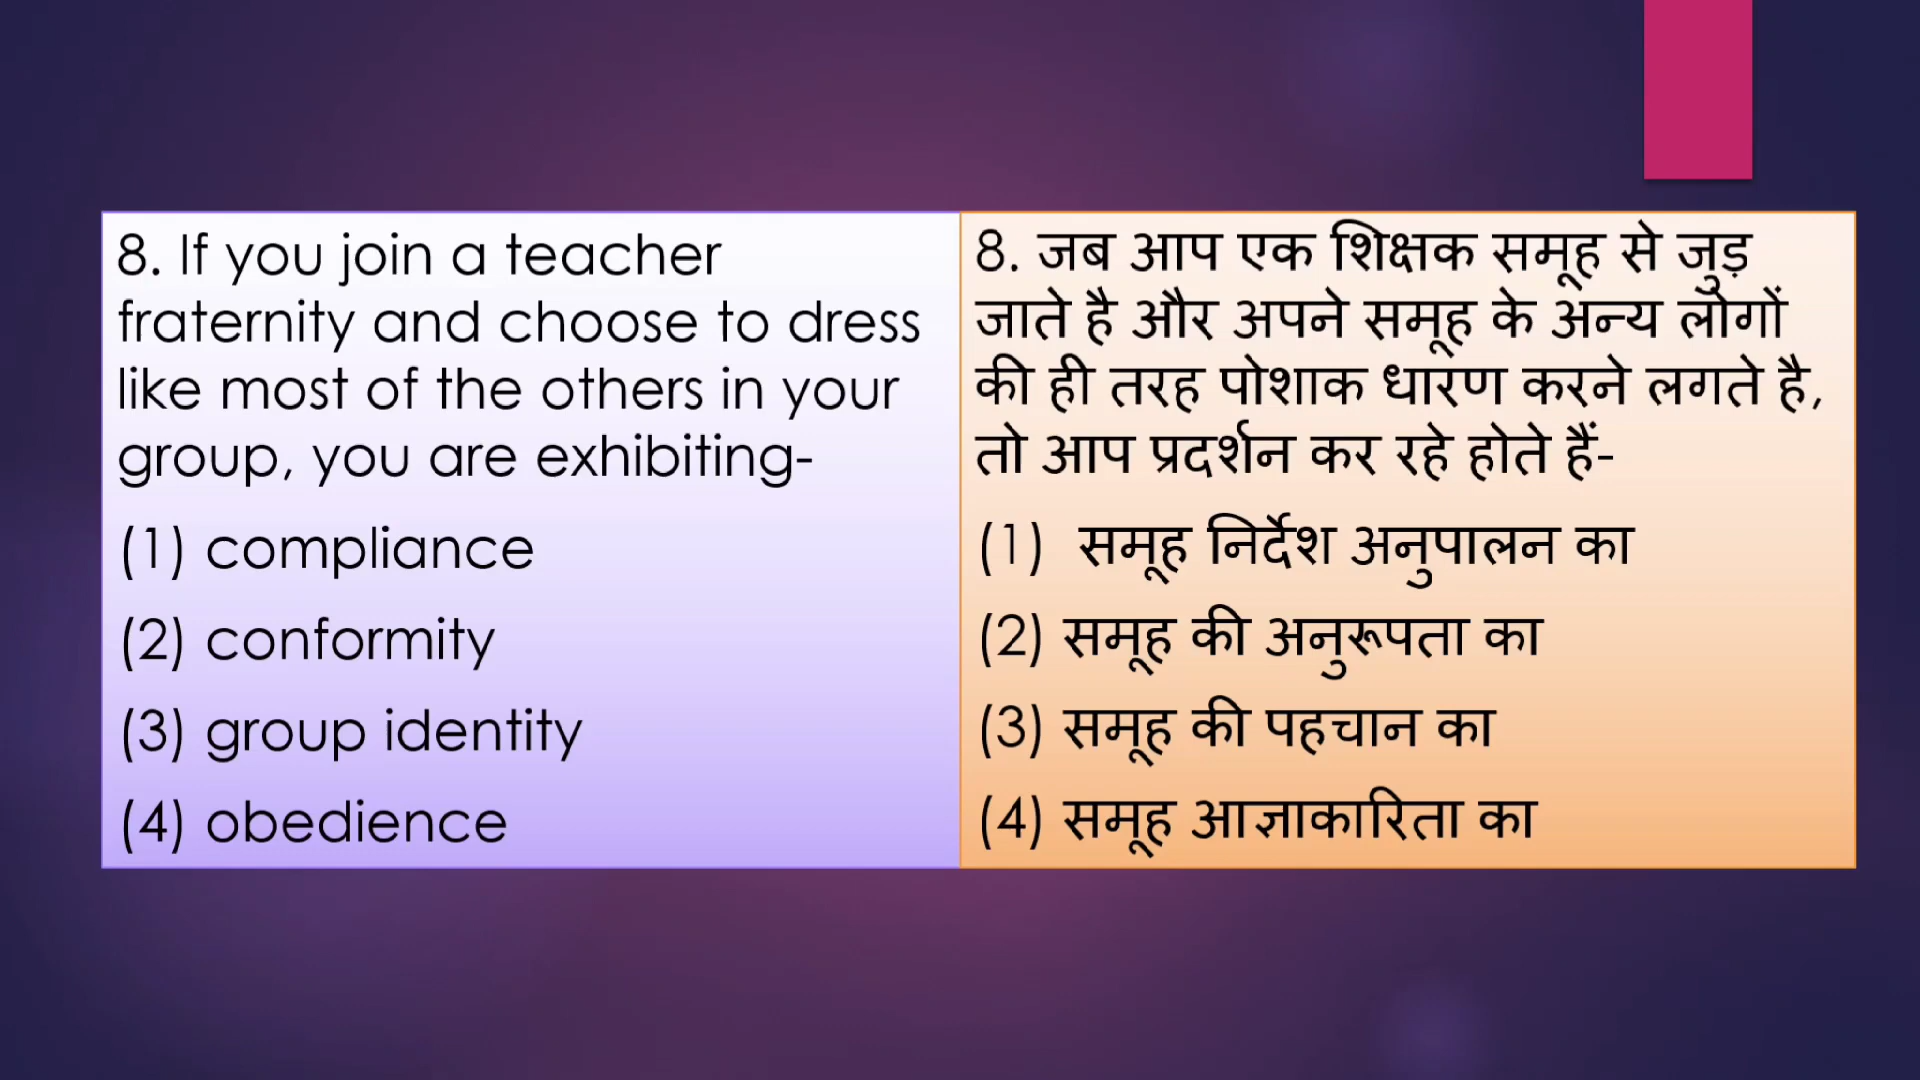 8. If you join a teacher
fraternity and choose to dress
like most of the others in your
group, you are exhibiting-
(1) compliance
(2) conformity
(3) group identity
(4) obedience
8. जब आप एक शिक्षक समूह से जुड़
जाते है और अपने समूह के अन्य लोगों
की ही तरह पोशाक धारण करने लगते है,
तो आप प्रदर्शन कर रहे होते हैं-
(1) समूह निर्देश अनुपालन का
(2) समूह की अनुरूपता का
(3) समूह की पहचान का
(4) समूह आज्ञाकारिता का